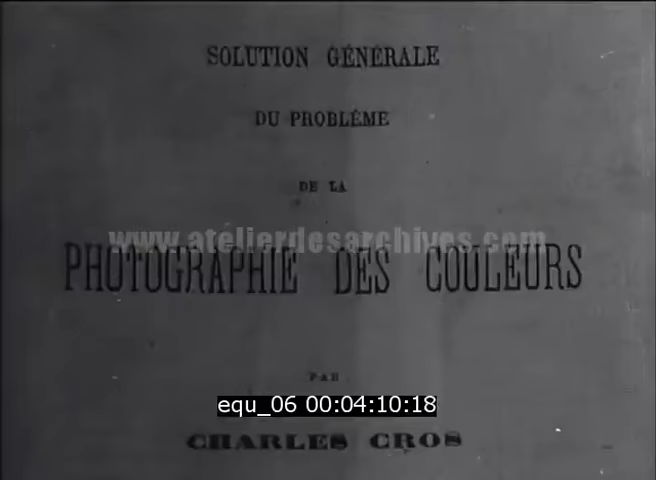 SOLUTION GÉNÉRALE
DU PROBLÉME
DE LA
www.atelierdesarchives.com
PHOTOGRAPHIE DES COULEURS
PAR
equ_06 00:04:10:18
CHARLES CROS